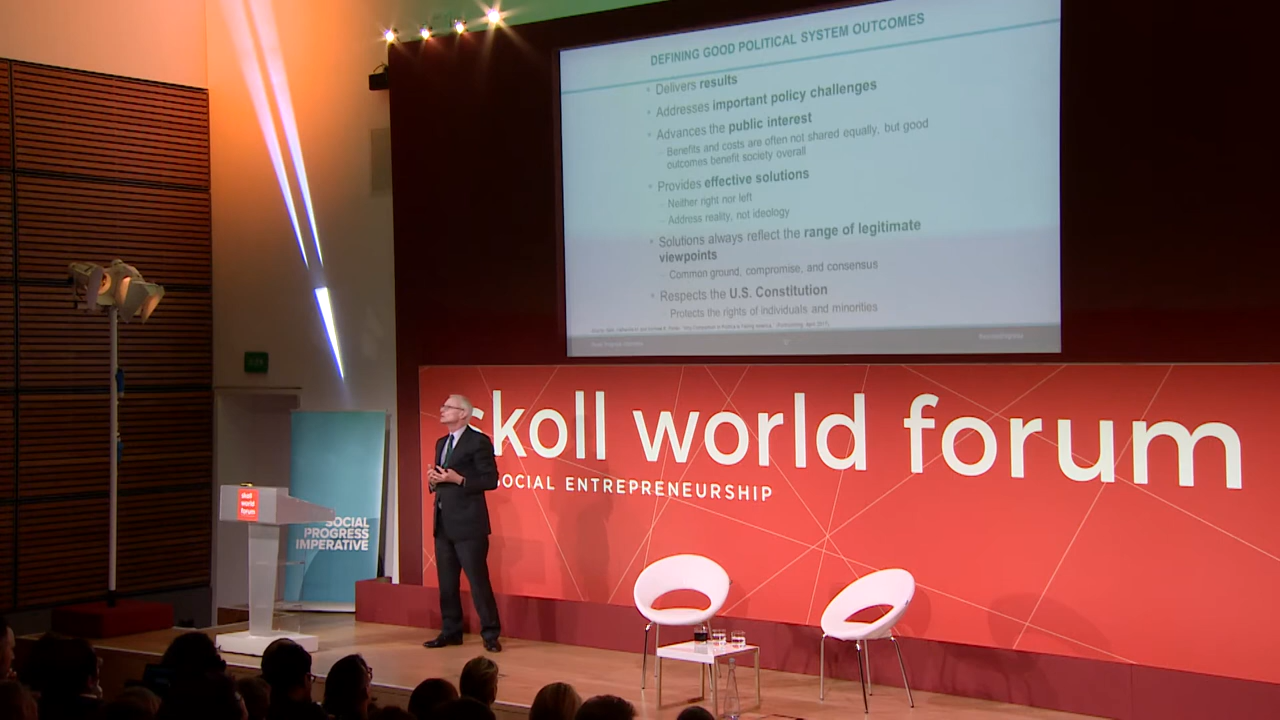 DEFINING GOOD POLITICAL SYSTEM OUTCOMES
Delivers results
Addresses important policy challenges
Advances the public interest
Benefits and costs are often not shared equally, but good
outcomes benefit society overall
Provides effective solutions
Neither right nor left
Address reality, not ideology
Solutions always reflect the range of legitimate
viewpoints
Common ground, compromise, and consensus
Respects the U.S. Constitution
Protects the rights of individuals and minorities
skoll world forum
SOCIAL ENTREPRENEURSHIP
skoll
world
forum
SOCIAL
PROGRESS
IMPERATIVE